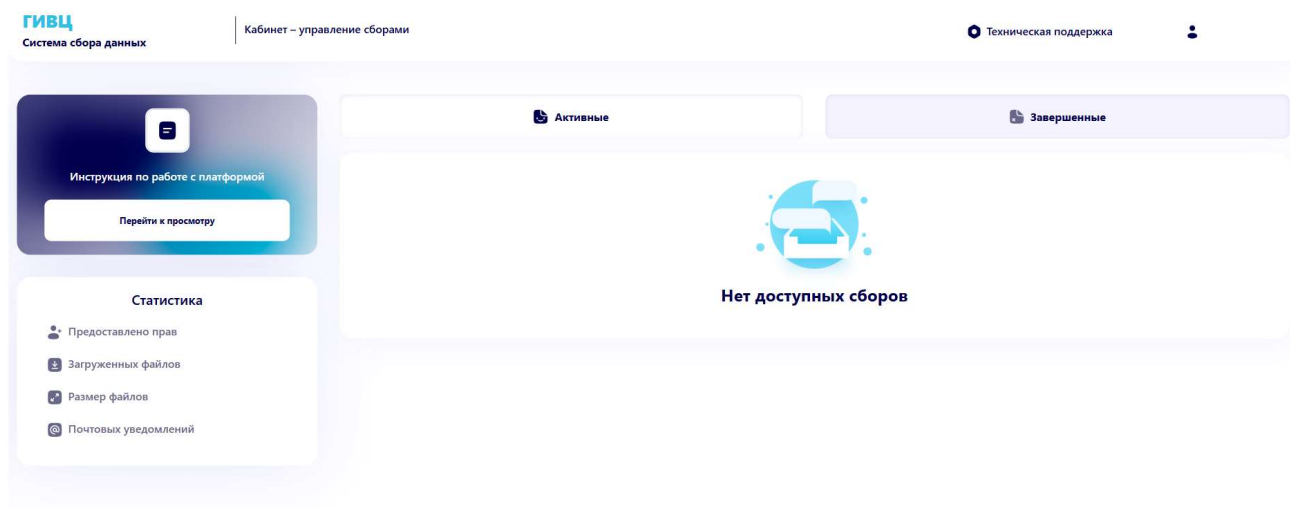 ГИВЦ
Система сбора данных
Кабинет – управление сборами
Техническая поддержка
Инструкция по работе с платформой
Перейти к просмотру
Статистика
Предоставлено прав
Загруженных файлов
Размер файлов
Почтовых уведомлений
Активные
Завершенные
Нет доступных сборов